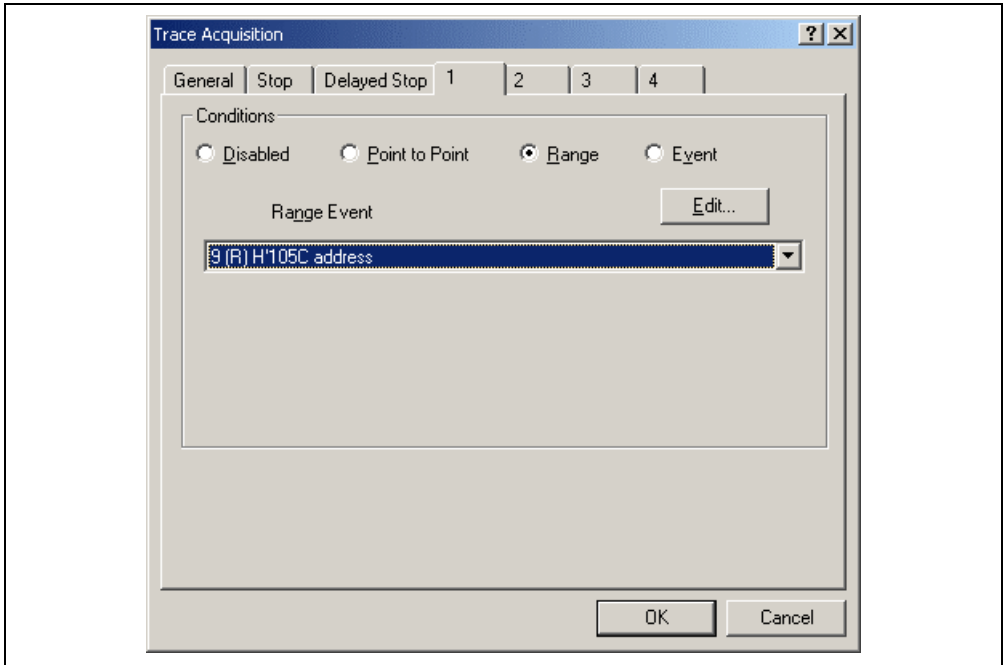 Trace Acquisition
General Stop Delayed Stop 1 2 3 4
Conditions
Disabled Point to Point Range Event
Range Event Edit...
9 (R) H'105C address
OK Cancel